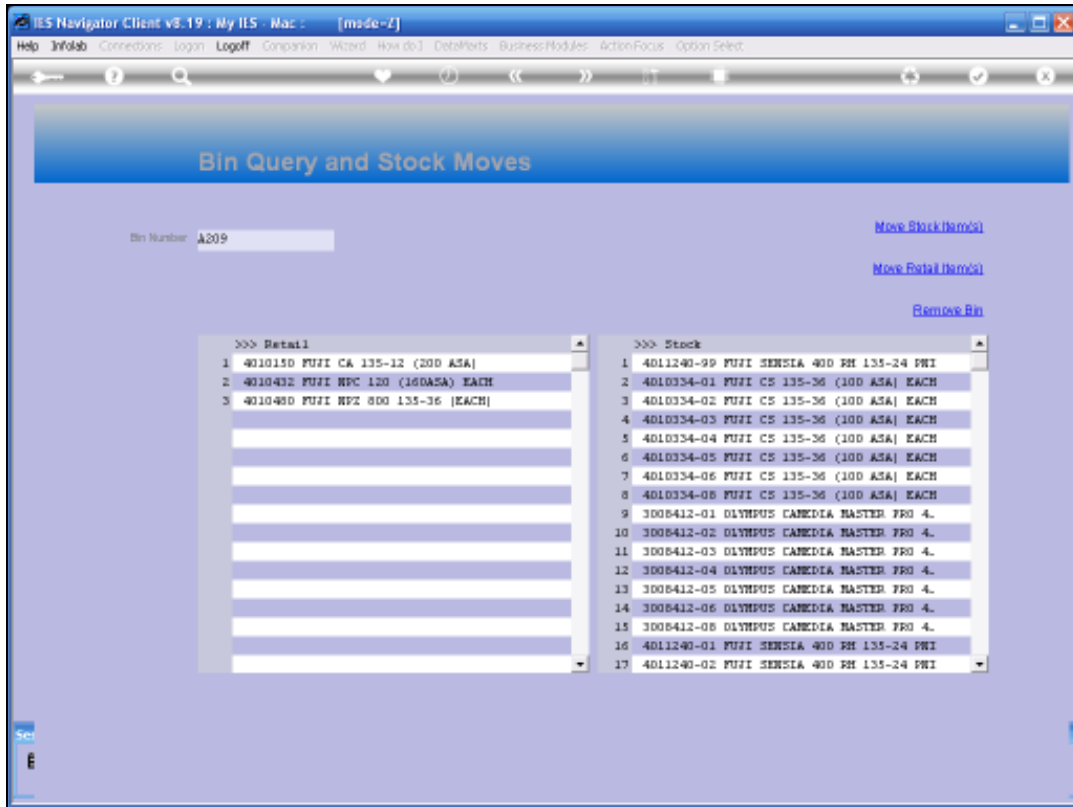 IES Navigator Client v8.19 : My IES - Mac : [mode=Z]
Help Infolab Connections Logon Logoff Companion Wizard How do I DataAlerts Business Modules Action Focus Option Select
Bin Query and Stock Moves
Bin Number A209
Move Stock Item(s)
Move Retail Item(s)
Remove Bin
>>> Retail
1 4010150 FUJI CA 135-12 (200 ASA|
2 4010432 FUJI NPC 120 (160ASA) EACH
3 4010480 FUJI NPZ 800 135-36 |EACH|
>>> Stock
1 4011240-99 FUJI SENSIA 400 RH 135-24 PNI
2 4010334-01 FUJI CS 135-36 (100 ASA| EACH
3 4010334-02 FUJI CS 135-36 (100 ASA| EACH
4 4010334-03 FUJI CS 135-36 (100 ASA| EACH
5 4010334-04 FUJI CS 135-36 (100 ASA| EACH
6 4010334-05 FUJI CS 135-36 (100 ASA| EACH
7 4010334-06 FUJI CS 135-36 (100 ASA| EACH
8 4010334-08 FUJI CS 135-36 (100 ASA| EACH
9 3008412-01 OLYMPUS CAMEDIA MASTER PRO 4.
10 3008412-02 OLYMPUS CAMEDIA MASTER PRO 4.
11 3008412-03 OLYMPUS CAMEDIA MASTER PRO 4.
12 3008412-04 OLYMPUS CAMEDIA MASTER PRO 4.
13 3008412-05 OLYMPUS CAMEDIA MASTER PRO 4.
14 3008412-06 OLYMPUS CAMEDIA MASTER PRO 4.
15 3008412-08 OLYMPUS CAMEDIA MASTER PRO 4.
16 4011240-01 FUJI SENSIA 400 RH 135-24 PNI
17 4011240-02 FUJI SENSIA 400 RH 135-24 PNI